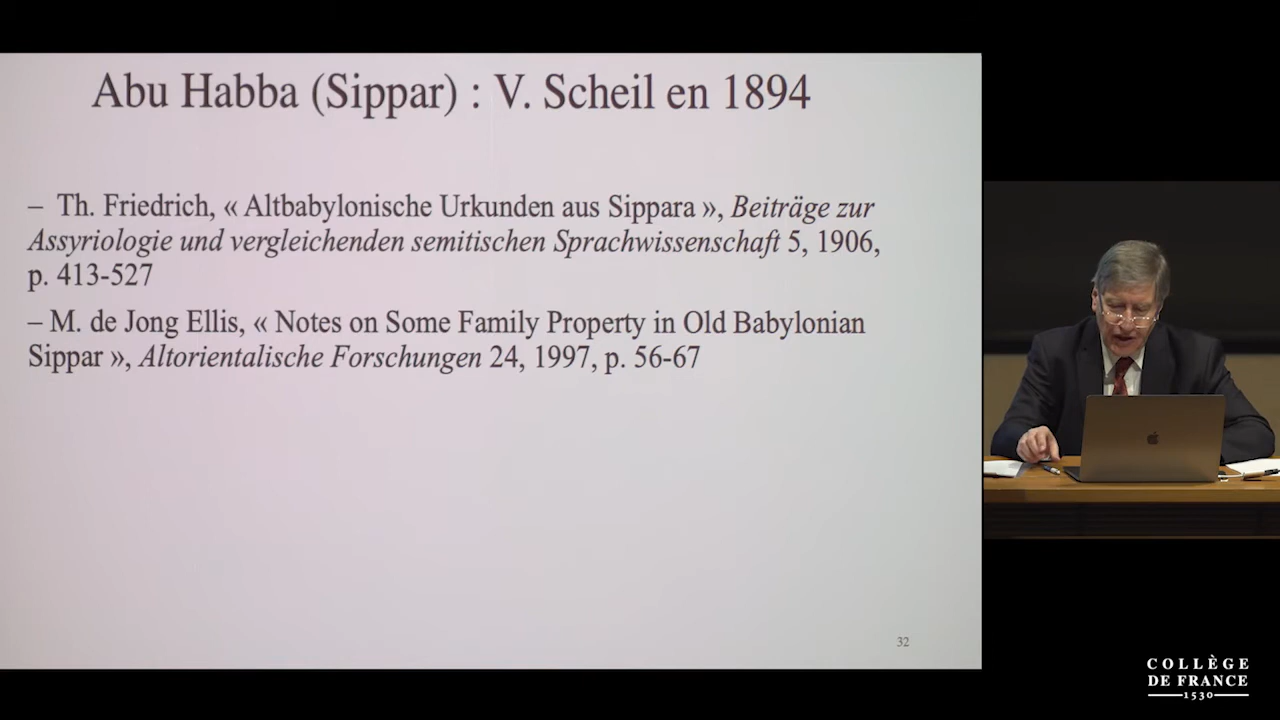 Abu Habba (Sippar) : V. Scheil en 1894
– Th. Friedrich, « Altbabylonische Urkunden aus Sippara », Beiträge zur
Assyriologie und vergleichenden semitischen Sprachwissenschaft 5, 1906,
p. 413-527
– M. de Jong Ellis, « Notes on Some Family Property in Old Babylonian
Sippar », Altorientalische Forschungen 24, 1997, p. 56-67
32
COLLÈGE
DE FRANCE
1530